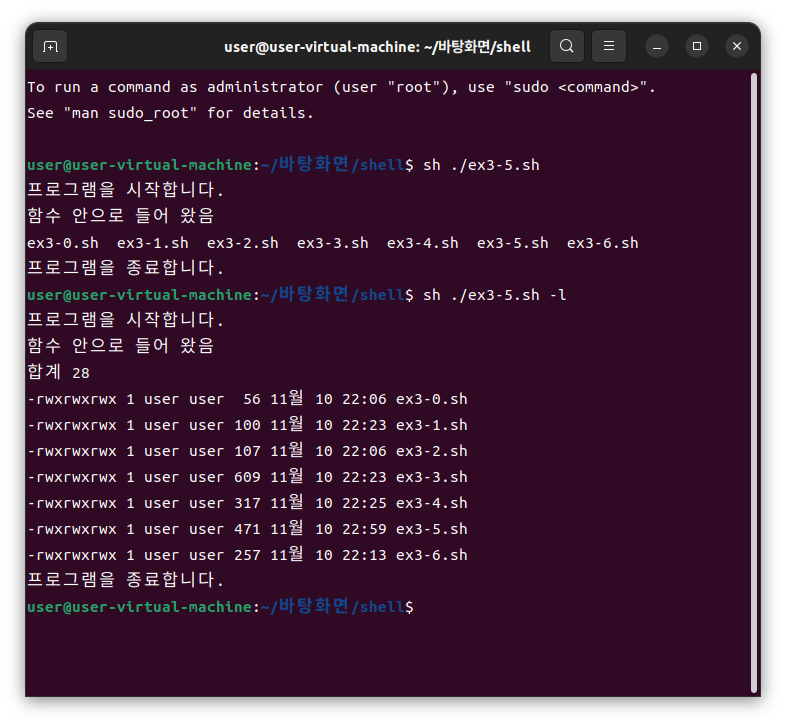 user@user-virtual-machine: ~/바탕화면/shell
To run a command as administrator (user "root"), use "sudo <command>".
See "man sudo_root" for details.
user@user-virtual-machine:~/바탕화면/shell$ sh ./ex3-5.sh
프로그램을 시작합니다.
함수 안으로 들어 왔음
ex3-0.sh  ex3-1.sh  ex3-2.sh  ex3-3.sh  ex3-4.sh  ex3-5.sh  ex3-6.sh
프로그램을 종료합니다.
user@user-virtual-machine:~/바탕화면/shell$ sh ./ex3-5.sh -l
프로그램을 시작합니다.
함수 안으로 들어 왔음
합계 28
-rwxrwxrwx 1 user user  56 11월 10 22:06 ex3-0.sh
-rwxrwxrwx 1 user user 100 11월 10 22:23 ex3-1.sh
-rwxrwxrwx 1 user user 107 11월 10 22:06 ex3-2.sh
-rwxrwxrwx 1 user user 609 11월 10 22:23 ex3-3.sh
-rwxrwxrwx 1 user user 317 11월 10 22:25 ex3-4.sh
-rwxrwxrwx 1 user user 471 11월 10 22:59 ex3-5.sh
-rwxrwxrwx 1 user user 257 11월 10 22:13 ex3-6.sh
프로그램을 종료합니다.
user@user-virtual-machine:~/바탕화면/shell$